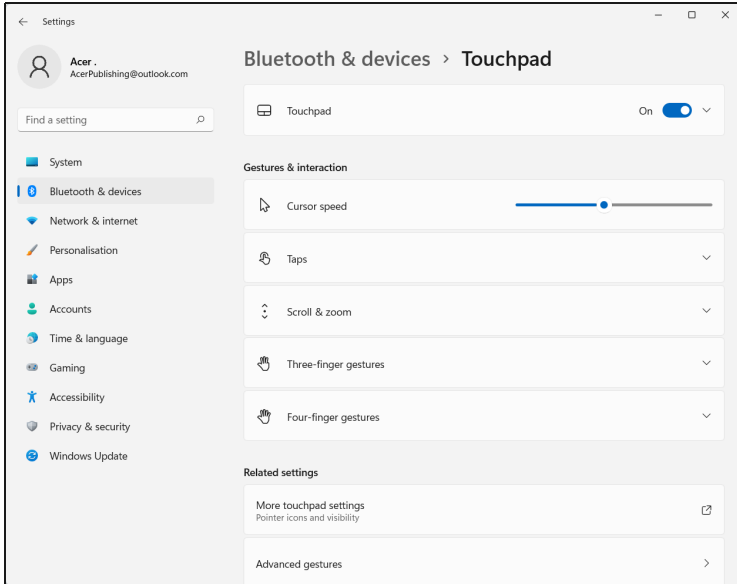 Settings
Acer .
AcerPublishing@outlook.com
Find a setting
System
Bluetooth & devices
Network & internet
Personalisation
Apps
Accounts
Time & language
Gaming
Accessibility
Privacy & security
Windows Update
Bluetooth & devices > Touchpad
Touchpad
On
Gestures & interaction
Cursor speed
Taps
Scroll & zoom
Three-finger gestures
Four-finger gestures
Related settings
More touchpad settings
Pointer icons and visibility
Advanced gestures